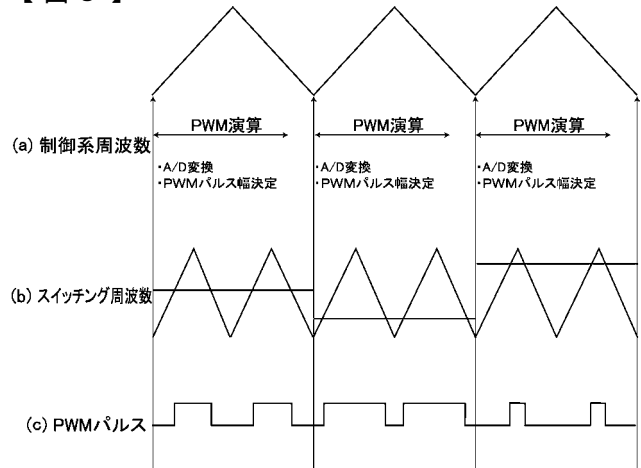 PWM演算 PWM演算 PWM演算
(a) 制御系周波数
・A/D変換 ・A/D変換 ・A/D変換
・PWMパルス幅決定 ・PWMパルス幅決定 ・PWMパルス幅決定
(b) スイッチング周波数
(c) PWMパルス